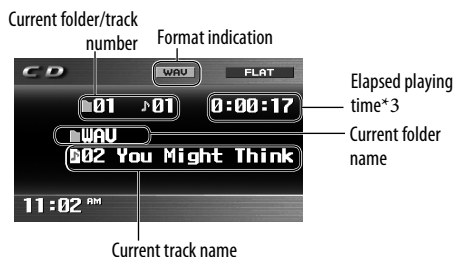 Current folder/track
number
Format indication
CD
WAV
FLAT
01 01 0:00:17
Elapsed playing
time*3
WAV
Current folder
name
02 You Might Think
11:02 AM
Current track name